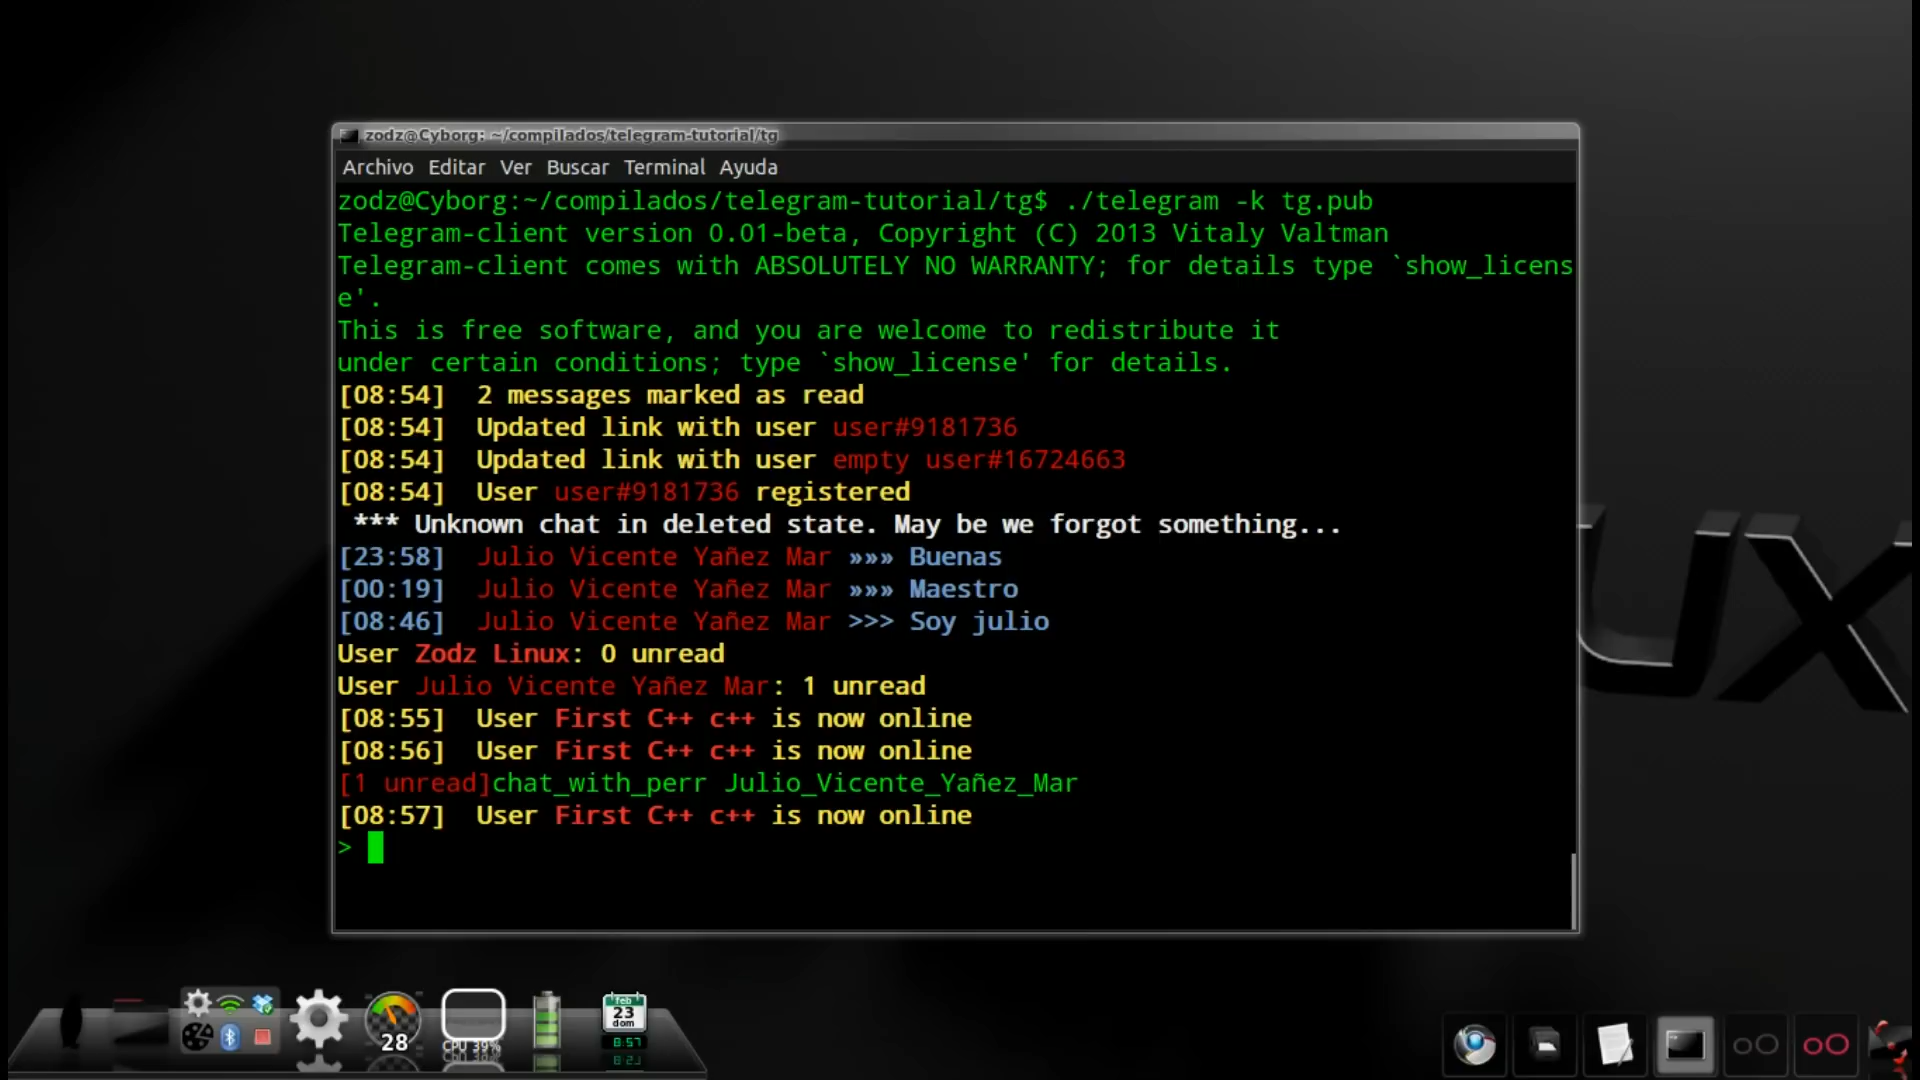 zodz@Cyborg: ~/compilados/telegram-tutorial/tg
Archivo Editar Ver Buscar Terminal Ayuda
zodz@Cyborg:~/compilados/telegram-tutorial/tg$ ./telegram -k tg.pub
Telegram-client version 0.01-beta, Copyright (C) 2013 Vitaly Valtman
Telegram-client comes with ABSOLUTELY NO WARRANTY; for details type `show_licens
e'.
This is free software, and you are welcome to redistribute it
under certain conditions; type `show_license' for details.
[08:54]  2 messages marked as read
[08:54]  Updated link with user user#9181736
[08:54]  Updated link with user empty user#16724663
[08:54]  User user#9181736 registered
*** Unknown chat in deleted state. May be we forgot something...
[23:58]  Julio Vicente Yañez Mar »»» Buenas
[00:19]  Julio Vicente Yañez Mar »»» Maestro
[08:46]  Julio Vicente Yañez Mar >>> Soy julio
User Zodz Linux: 0 unread
User Julio Vicente Yañez Mar: 1 unread
[08:55]  User First C++ c++ is now online
[08:56]  User First C++ c++ is now online
[1 unread]chat_with_perr Julio_Vicente_Yañez_Mar
[08:57]  User First C++ c++ is now online
>
UX
28
CPU 39%
feb
23
dom
8:57